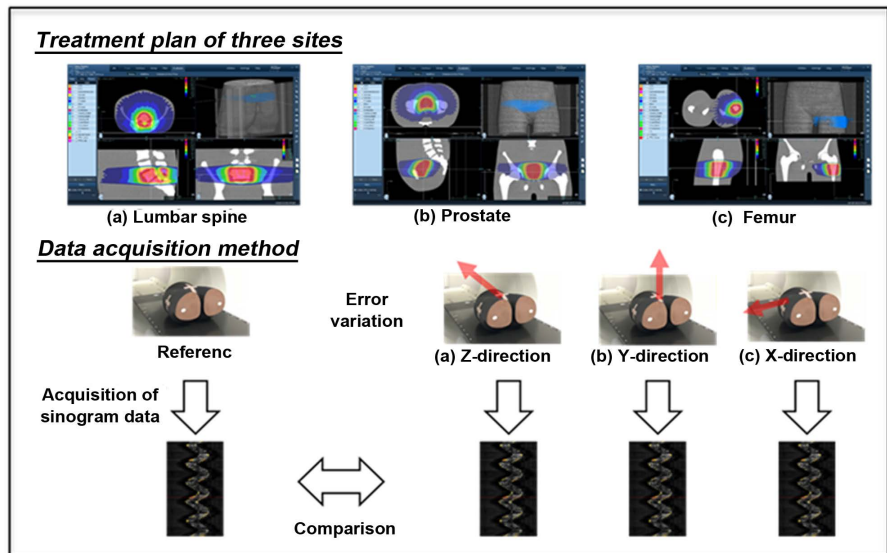 Treatment plan of three sites
(a) Lumbar spine
(b) Prostate
(c) Femur
Data acquisition method
Referenc
Error
variation
(a) Z-direction
(b) Y-direction
(c) X-direction
Acquisition of
sinogram data
Comparison